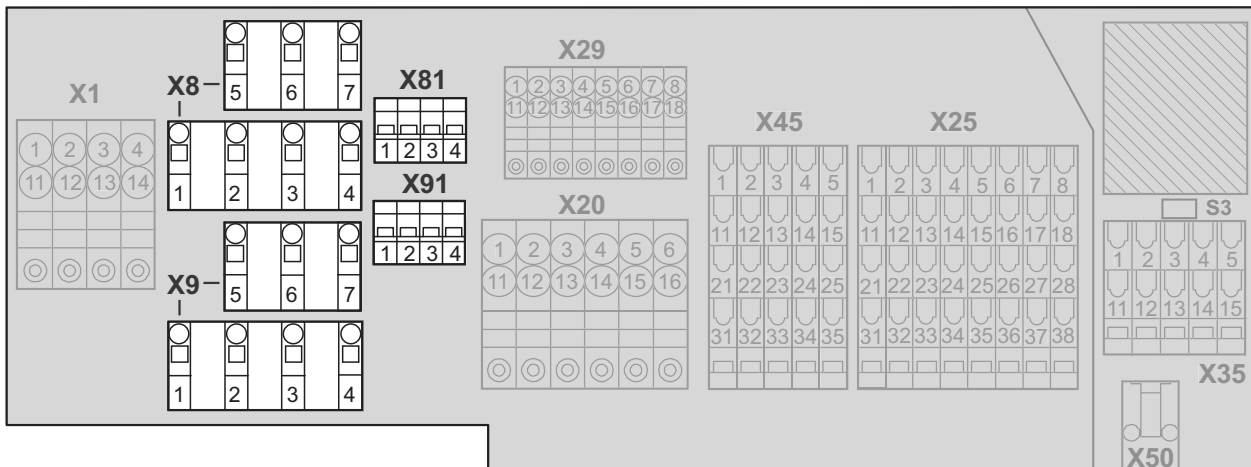 X1
1 2 3 4
11 12 13 14
X8
5 6 7
1 2 3 4
X9
5 6 7
1 2 3 4
X81
1 2 3 4
X91
1 2 3 4
X29
1 2 3 4 5 6 7 8
11 12 13 14 15 16 17 18
X20
1 2 3 4 5 6
11 12 13 14 15 16
X45
1 2 3 4 5
11 12 13 14 15
21 22 23 24 25
31 32 33 34 35
X25
1 2 3 4 5 6 7 8
11 12 13 14 15 16 17 18
21 22 23 24 25 26 27 28
31 32 33 34 35 36 37 38
S3
1 2 3 4 5
11 12 13 14 15
X35
X50